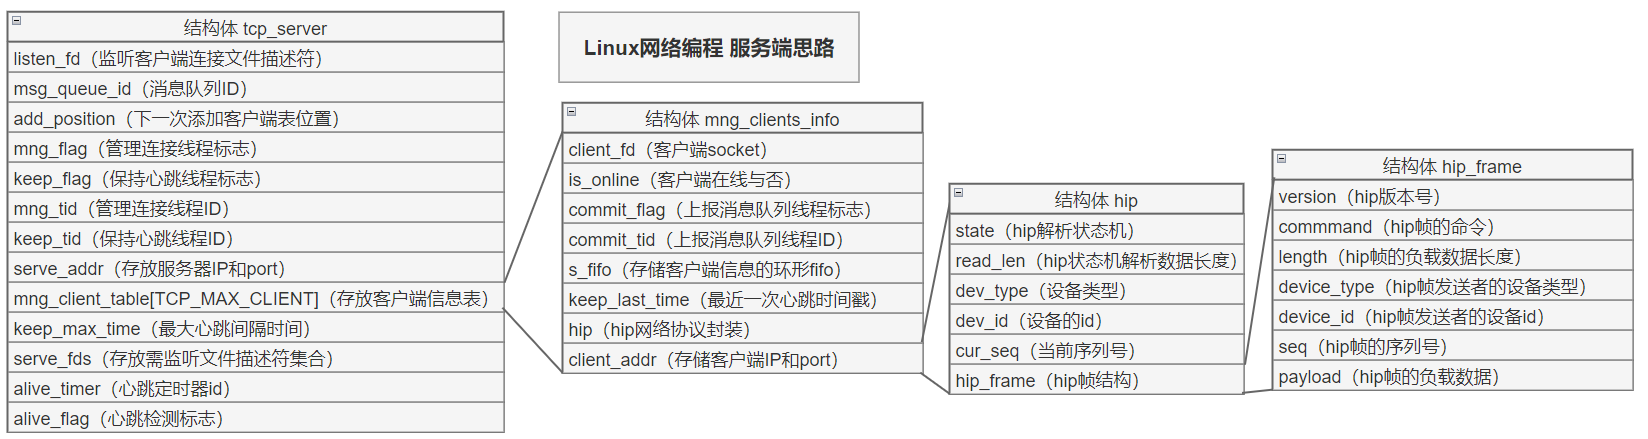 结构体 tcp_server
listen_fd（监听客户端连接文件描述符）
msg_queue_id（消息队列ID）
add_position（下一次添加客户端表位置）
mng_flag（管理连接线程标志）
keep_flag（保持心跳线程标志）
mng_tid（管理连接线程ID）
keep_tid（保持心跳线程ID）
serve_addr（存放服务器IP和port）
mng_client_table[TCP_MAX_CLIENT]（存放客户端信息表）
keep_max_time（最大心跳间隔时间）
serve_fds（存放需监听文件描述符集合）
alive_timer（心跳定时器id）
alive_flag（心跳检测标志）
Linux网络编程 服务端思路
结构体 mng_clients_info
client_fd（客户端socket）
is_online（客户端在线与否）
commit_flag（上报消息队列线程标志）
commit_tid（上报消息队列线程ID）
s_fifo（存储客户端信息的环形fifo）
keep_last_time（最近一次心跳时间戳）
hip（hip网络协议封装）
client_addr（存储客户端IP和port）
结构体 hip
state（hip解析状态机）
read_len（hip状态机解析数据长度）
dev_type（设备类型）
dev_id（设备的id）
cur_seq（当前序列号）
hip_frame（hip帧结构）
结构体 hip_frame
version（hip版本号）
commmand（hip帧的命令）
length（hip帧的负载数据长度）
device_type（hip帧发送者的设备类型）
device_id（hip帧发送者的设备id）
seq（hip帧的序列号）
payload（hip帧的负载数据）